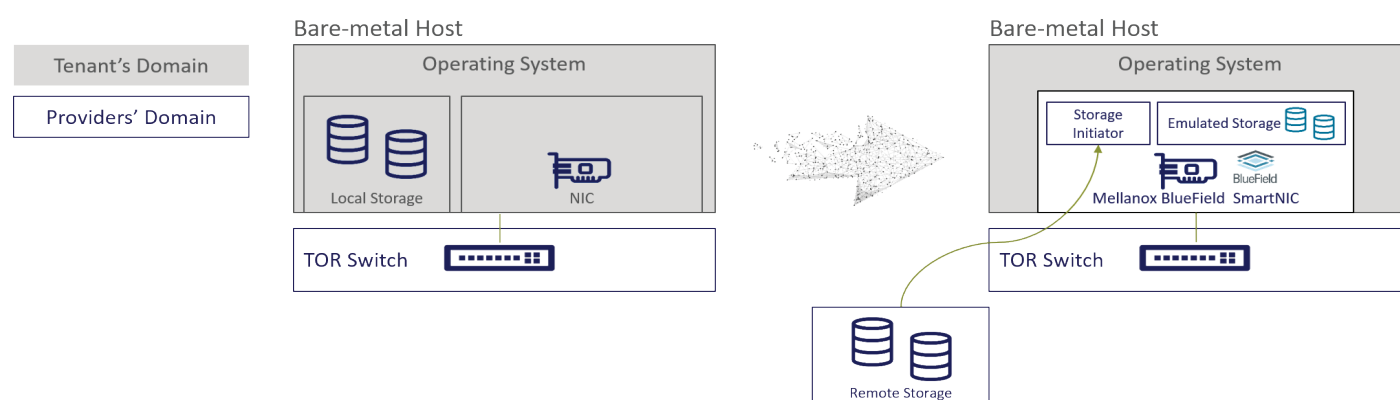 Tenant's Domain
Providers' Domain
Bare-metal Host
Operating System
Local Storage
NIC
TOR Switch
Bare-metal Host
Operating System
Storage
Initiator
Emulated Storage
BlueField
Mellanox BlueField SmartNIC
TOR Switch
Remote Storage